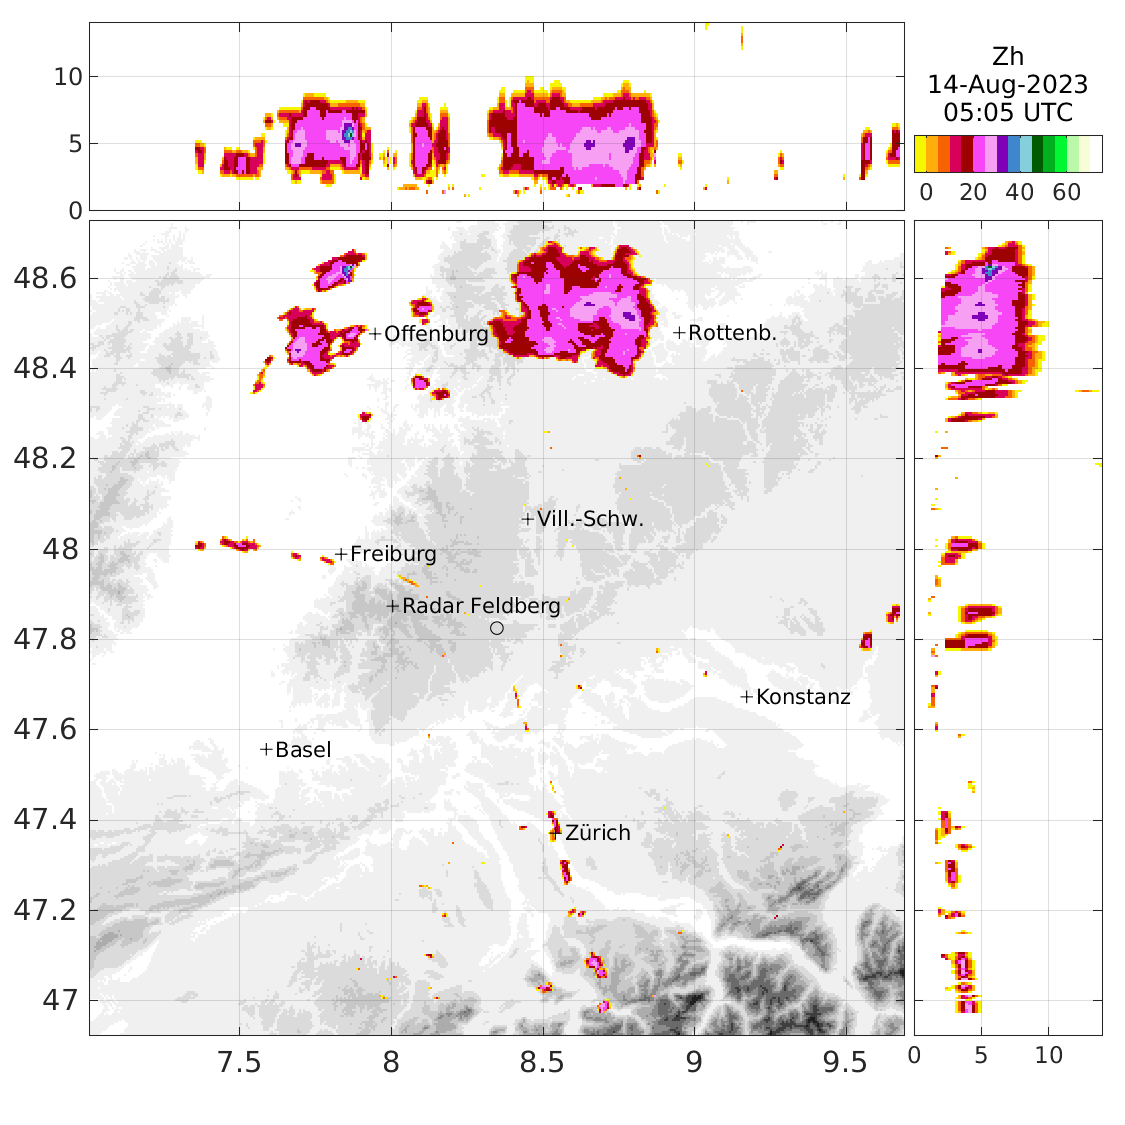 10
5
0
Zh
14-Aug-2023
05:05 UTC
0 20 40 60
48.6
48.4
48.2
48
47.8
47.6
47.4
47.2
47
+Offenburg
+Rottenb.
+Vill.-Schw.
+Freiburg
+Radar Feldberg
+Konstanz
+Basel
+Zürich
7.5 8 8.5 9 9.5
0 5 10